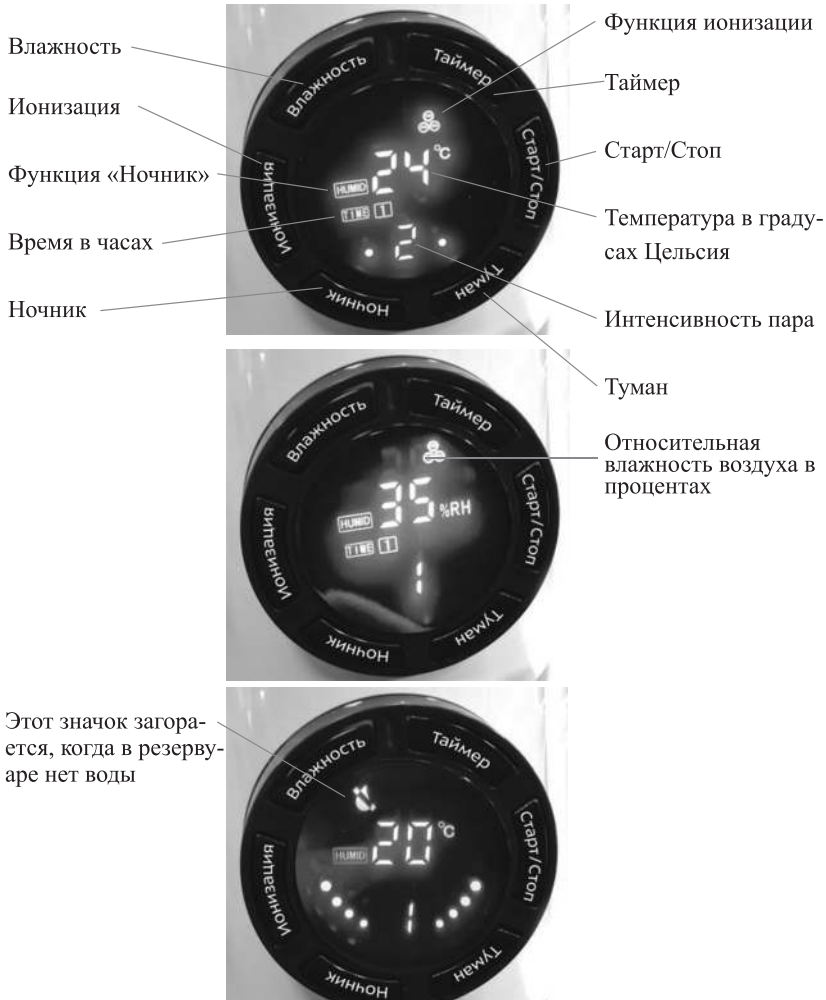 Влажность
Ионизация
Функция «Ночник»
Время в часах
Ночник
Функция ионизации
Таймер
Старт/Стоп
Температура в граду-
сах Цельсия
Интенсивность пара
Туман
Влажность
Таймер
Старт/Стоп
Туман
Ночник
Ионизация
24 °C
HUMID
TIME 1
2
Относительная
влажность воздуха в
процентах
Влажность
Таймер
Старт/Стоп
Туман
Ночник
Ионизация
35 %RH
HUMID
TIME 1
1
Этот значок загора-
ется, когда в резерву-
аре нет воды
Влажность
Таймер
Старт/Стоп
Туман
Ночник
Ионизация
20 °C
HUMID
1